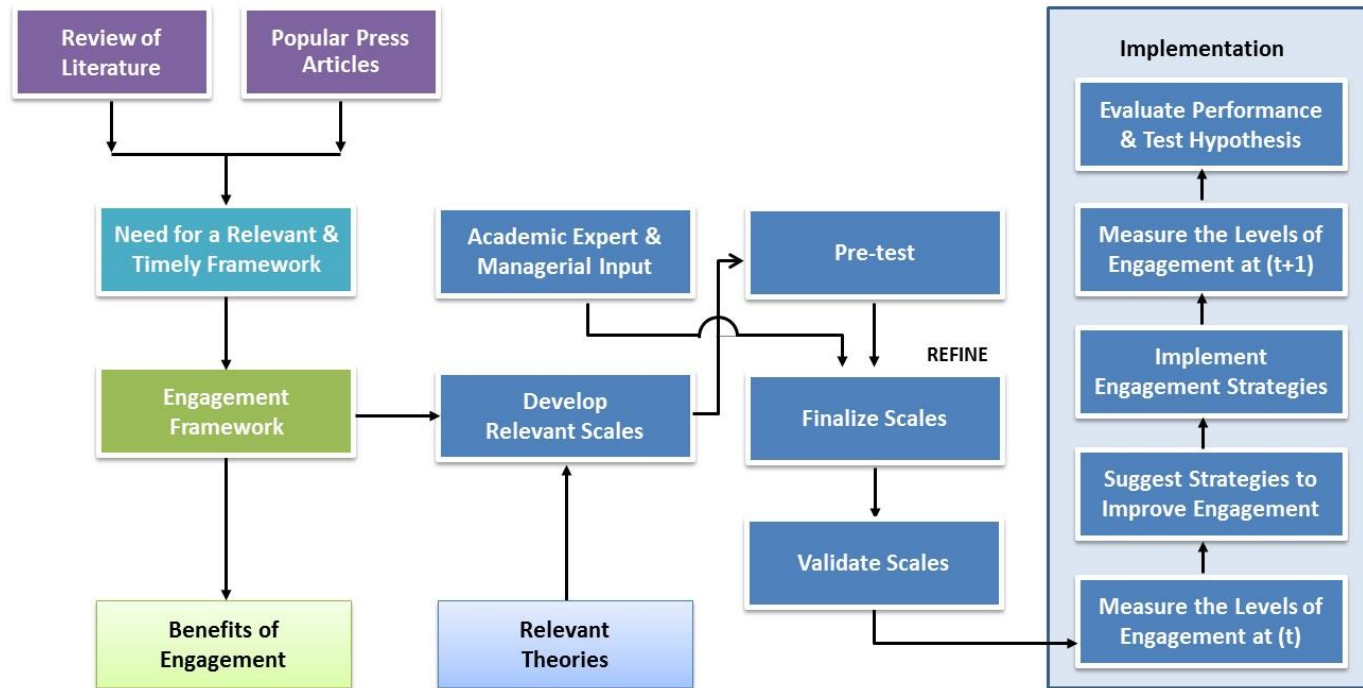 Review of
Literature
Popular Press
Articles
Need for a Relevant &
Timely Framework
Engagement
Framework
Benefits of
Engagement
Academic Expert &
Managerial Input
Develop
Relevant Scales
Relevant
Theories
Pre-test
REFINE
Finalize Scales
Validate Scales
Implementation
Evaluate Performance
& Test Hypothesis
Measure the Levels of
Engagement at (t+1)
Implement
Engagement Strategies
Suggest Strategies to
Improve Engagement
Measure the Levels of
Engagement at (t)